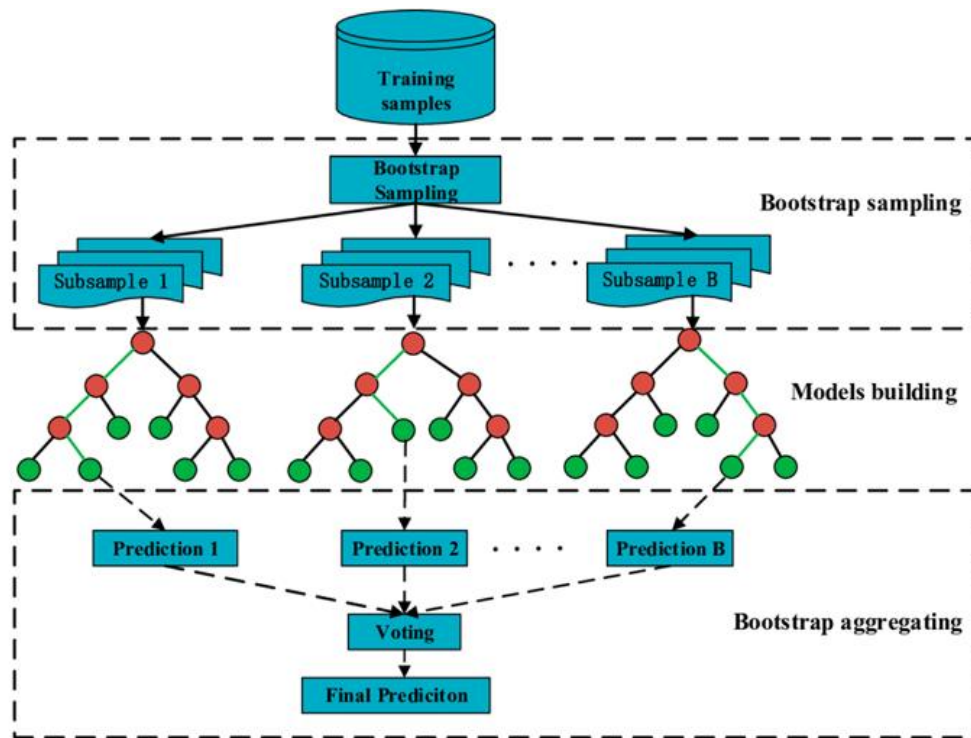 Training
samples
Bootstrap
Sampling
Bootstrap sampling
Subsample 1
Subsample 2
. . . . .
Subsample B
Models building
Prediction 1
Prediction 2
. . . .
Prediction B
Voting
Bootstrap aggregating
Final Prediciton